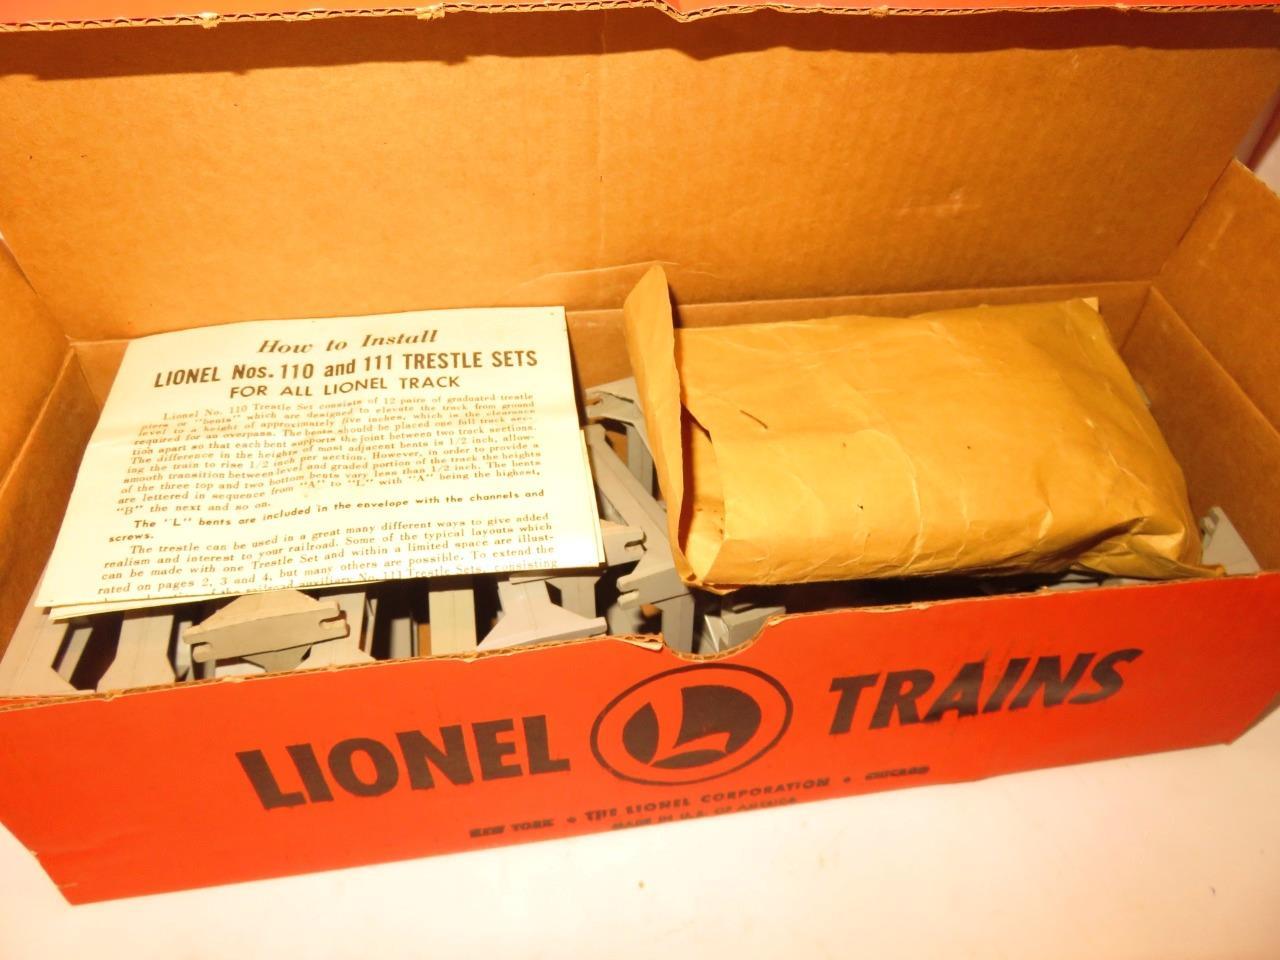 How to Install
LIONEL Nos. 110 and 111 TRESTLE SETS
FOR ALL LIONEL TRACK
Lionel No. 110 Trestle Set consists of 12 pairs of graduated trestle
piers or "bents" which are designed to elevate the track from ground
level to a height of approximately five inches, which is the clearance
required for an overpass. The bents should be placed one full track sec-
tion apart so that each bent supports the joint between two track sections.
The difference in the heights of most adjacent bents is 1/2 inch, allow-
ing the train to rise 1/2 inch per section. However, in order to provide a
smooth transition between level and graded portion of the track the heights
of the three top and two bottom bents vary less than 1/2 inch. The bents
are lettered in sequence from "A" to "L" with "A" being the highest,
"B" the next and so on.
The "L" bents are included in the envelope with the channels and
screws.
The trestle can be used in a great many different ways to give added
realism and interest to your railroad. Some of the typical layouts which
can be made with one Trestle Set and within a limited space are illust-
rated on pages 2, 3 and 4, but many others are possible. To extend the
of the railroad auxiliary No. 111 Trestle Sets, consisting
LIONEL L TRAINS
NEW YORK • THE LIONEL CORPORATION • CHICAGO
MADE IN U.S. OF AMERICA